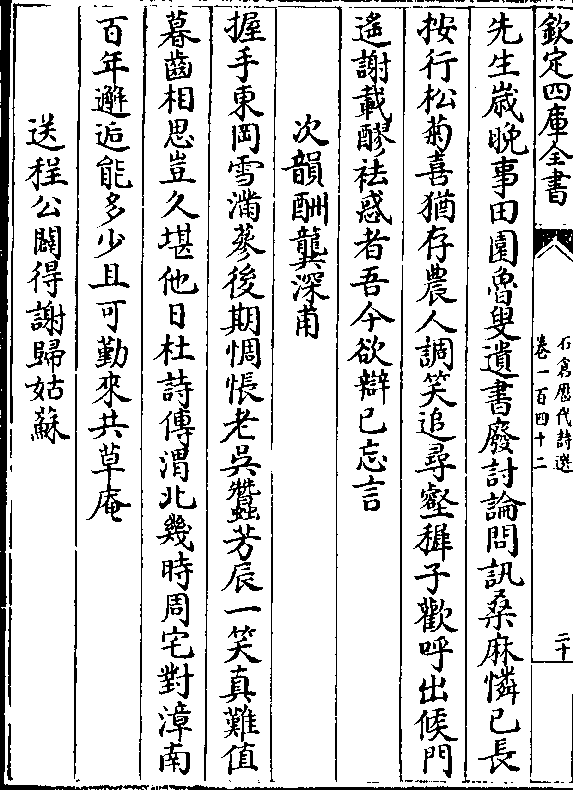 欽定四庫全書
石倉歷代詩選
卷一百四十二
二十
先生嵗晩事田園魯叟遺書廢討論問訊桑麻憐已長
按行松菊喜猶存農人調笑追尋壑穉子歡呼出候門
遥謝載醪袪惑者吾今欲辯已忘言
次韻酬龔深甫
握手東岡雪滿篸後期惆悵老吳蠶芳辰一笑真難值
暮齒相思豈久堪他日杜詩傳渭北幾時周宅對漳南
百年邂逅能多少且可勤來共草庵
送程公闢得謝歸姑蘇